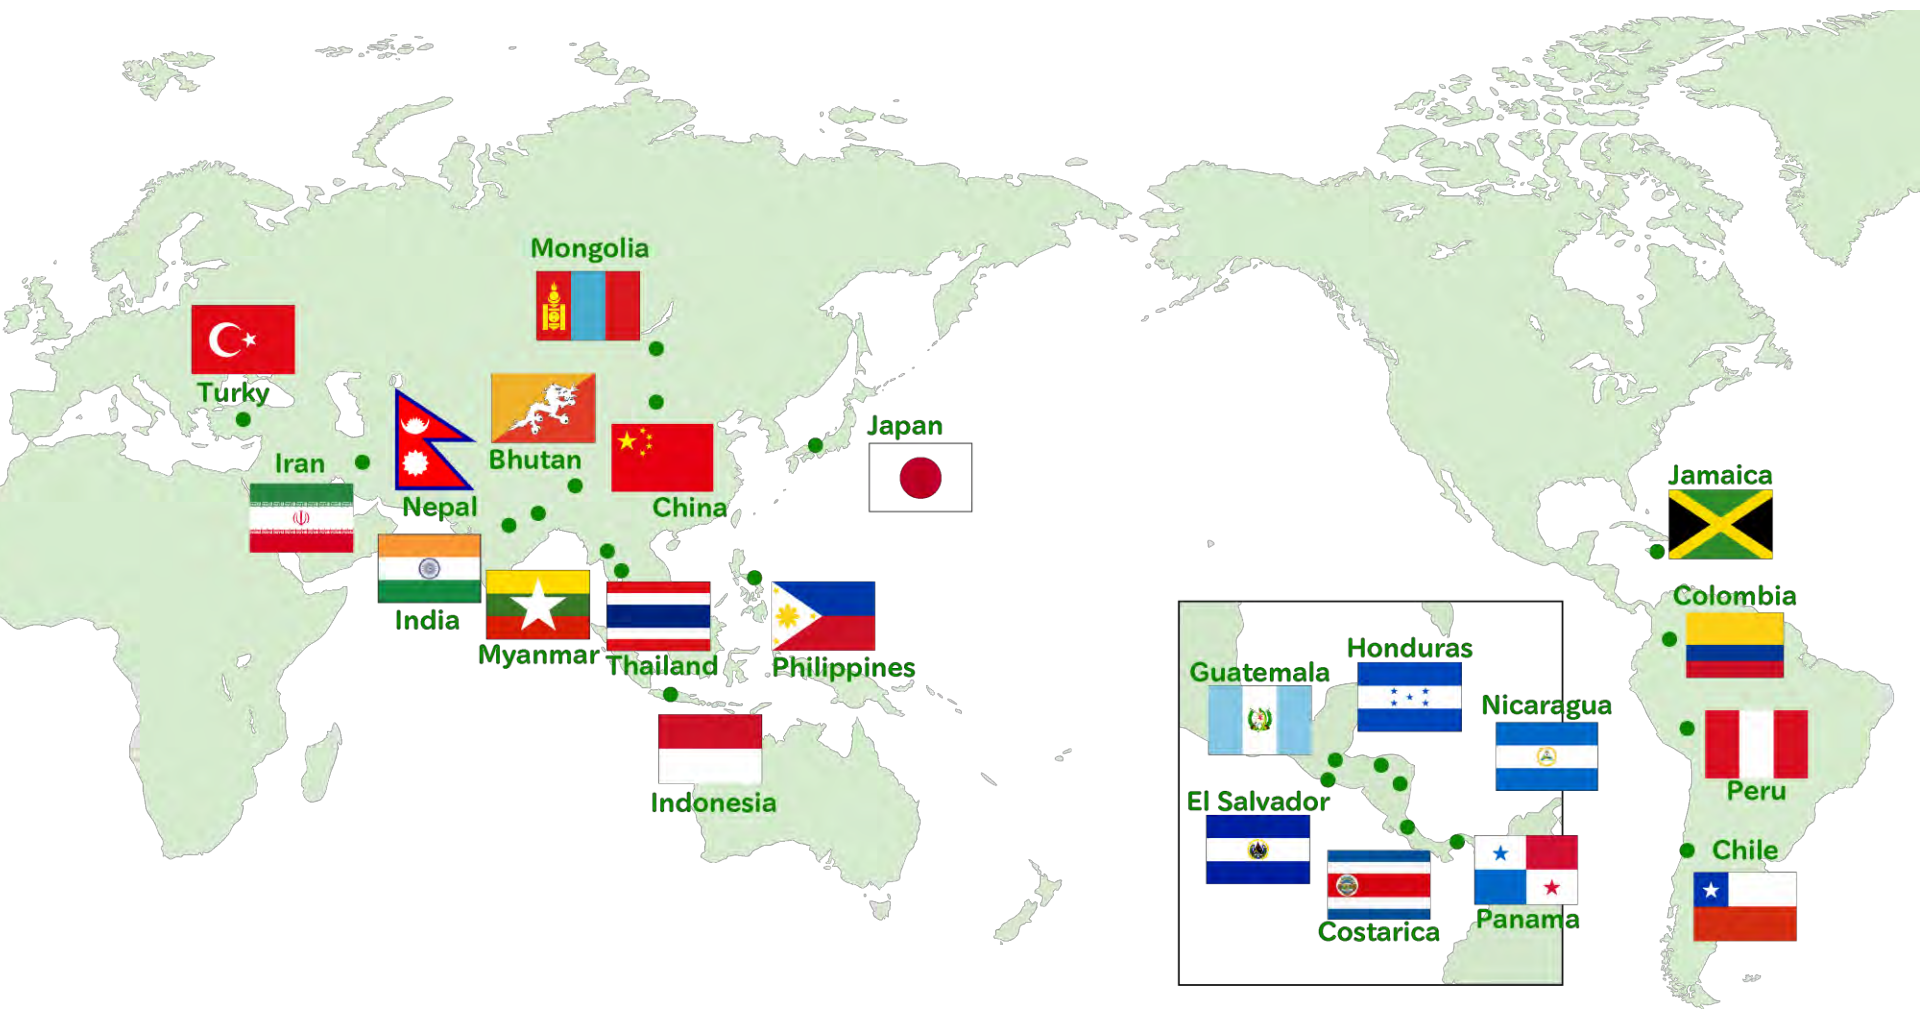 Mongolia
Turky
Japan
Iran
Bhutan
Nepal
China
Jamaica
India
Colombia
Myanmar
Thailand
Philippines
Honduras
Guatemala
Nicaragua
Peru
Indonesia
El Salvador
Chile
Panama
Costarica